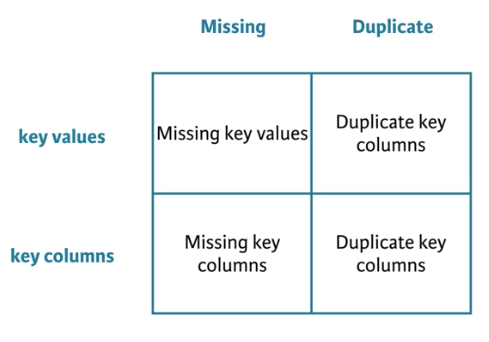 Missing Duplicate
key values Missing key values Duplicate key
columns
key columns Missing key
columns Duplicate key
columns